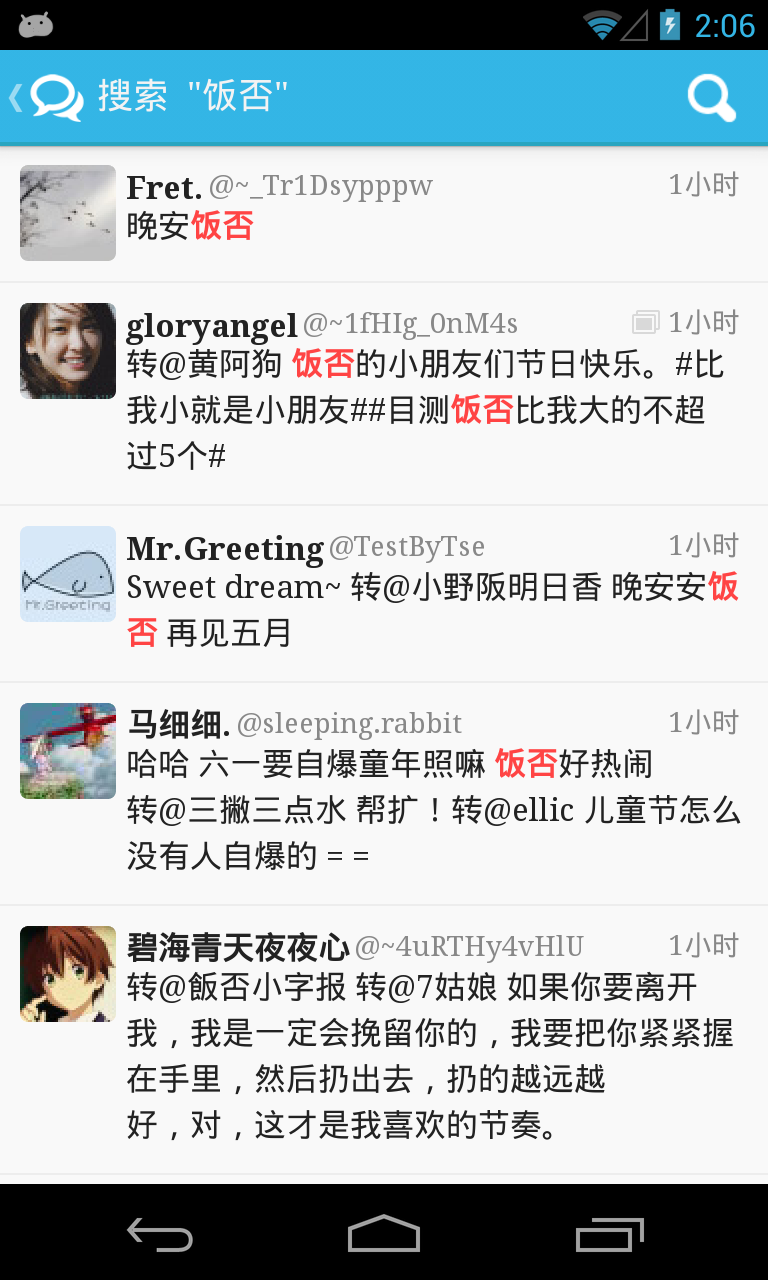 2:06
搜索 "饭否"
Fret. @~_Tr1Dsypppw 1小时
晚安饭否
gloryangel @~1fHIg_0nM4s 1小时
转@黄阿狗 饭否的小朋友们节日快乐。#比
我小就是小朋友##目测饭否比我大的不超
过5个#
Mr.Greeting @TestByTse 1小时
Sweet dream~ 转@小野阪明日香 晚安安饭
否 再见五月
Mr.Greeting
马细细. @sleeping.rabbit 1小时
哈哈 六一要自爆童年照嘛 饭否好热闹
转@三撇三点水 帮扩！转@ellic 儿童节怎么
没有人自爆的 = =
碧海青天夜夜心 @~4uRTHy4vHlU 1小时
转@飯否小字报 转@7姑娘 如果你要离开
我，我是一定会挽留你的，我要把你紧紧握
在手里，然后扔出去，扔的越远越
好，对，这才是我喜欢的节奏。